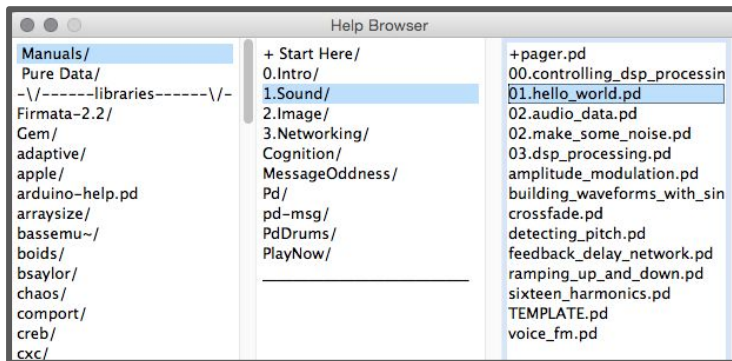 Help Browser
Manuals/
Pure Data/
-\/------libraries------\/-
Firmata-2.2/
Gem/
adaptive/
apple/
arduino-help.pd
arraysize/
bassemu~/
boids/
bsaylor/
chaos/
comport/
creb/
cxc/
+ Start Here/
0.Intro/
1.Sound/
2.Image/
3.Networking/
Cognition/
MessageOddness/
Pd/
pd-msg/
PdDrums/
PlayNow/
+pager.pd
00.controlling_dsp_processin
01.hello_world.pd
02.audio_data.pd
02.make_some_noise.pd
03.dsp_processing.pd
amplitude_modulation.pd
building_waveforms_with_sin
crossfade.pd
detecting_pitch.pd
feedback_delay_network.pd
ramping_up_and_down.pd
sixteen_harmonics.pd
TEMPLATE.pd
voice_fm.pd